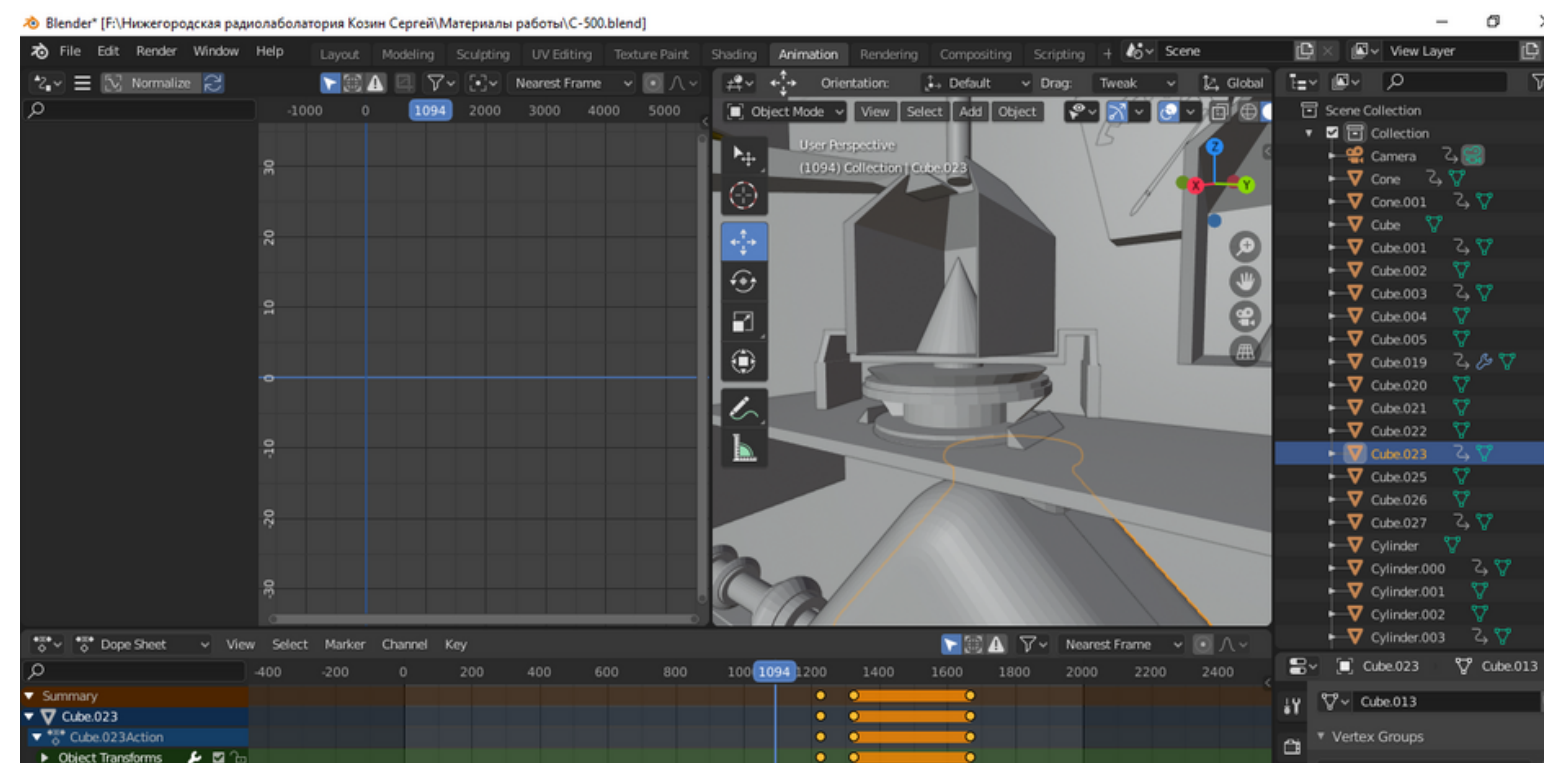 Blender* [F:\Нижегородская радиолаболатория Козин Сергей\Материалы работы\С-500.blend]
File Edit Render Window Help Layout Modeling Sculpting UV Editing Texture Paint Shading Animation Rendering Compositing Scripting + Scene View Layer
Normalize Nearest Frame Orientation: Default Drag: Tweak Global
-1000 0 1094 2000 3000 4000 5000
Object Mode View Select Add Object
User Perspective
(1094) Collection | Cube.023
Z
X
Y
30
20
10
0
-10
-20
-30
Scene Collection
Collection
Camera
Cone
Cone.001
Cube
Cube.001
Cube.002
Cube.003
Cube.004
Cube.005
Cube.019
Cube.020
Cube.021
Cube.022
Cube.023
Cube.025
Cube.026
Cube.027
Cylinder
Cylinder.000
Cylinder.001
Cylinder.002
Cylinder.003
Dope Sheet View Select Marker Channel Key Nearest Frame
-400 -200 0 200 400 600 800 1094 1200 1400 1600 1800 2000 2200 2400
Summary
Cube.023
Cube.023Action
Object Transforms
Cube.023 Cube.013
Cube.013
Vertex Groups